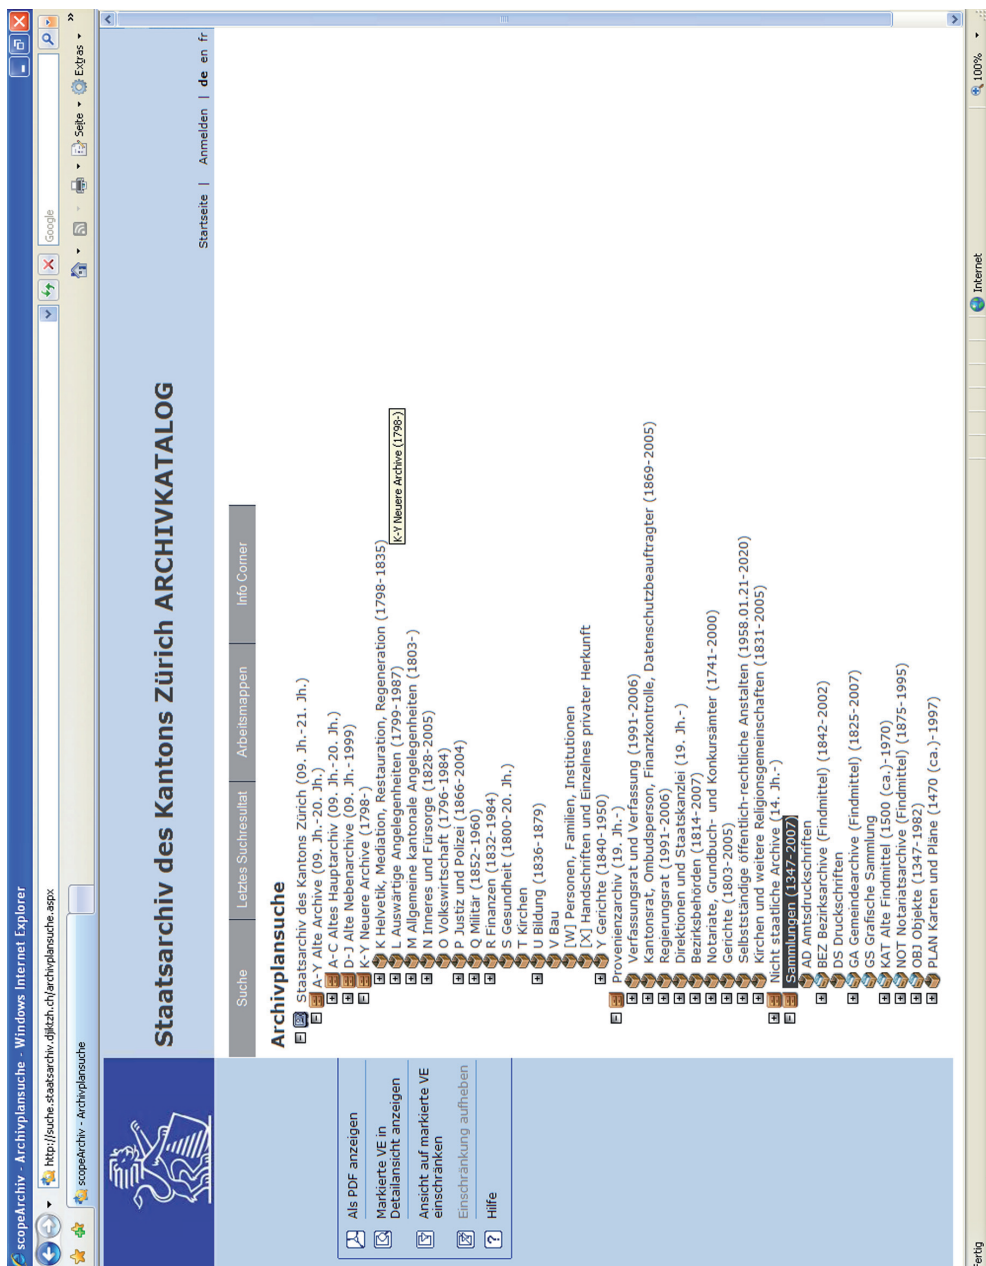 scopeArchiv - Archivplansuche - Windows Internet Explorer
http://suche.staatsarchiv.djiktzh.ch/archivplansuche.aspx
Google
scopeArchiv - Archivplansuche
Seite
Extras
»
Staatsarchiv des Kantons Zürich ARCHIVKATALOG
Startseite | Anmelden | de en fr
Suche
Letztes Suchresultat
Arbeitsmappen
Info Corner
Als PDF anzeigen
Markierte VE in
Detailansicht anzeigen
Ansicht auf markierte VE
einschränken
Einschränkung aufheben
Hilfe
Archivplansuche
Staatsarchiv des Kantons Zürich (09. Jh.-21. Jh.)
A-Y Alte Archive (09. Jh.-20. Jh.)
A-C Altes Hauptarchiv (09. Jh.-20. Jh.)
D-J Alte Nebenarchive (09. Jh.-1999)
K-Y Neuere Archive (1798-)
K Helvetik, Mediation, Restauration, Regeneration (1798-1835)
L Auswärtige Angelegenheiten (1799-1987)
K-Y Neuere Archive (1798-)
M Allgemeine kantonale Angelegenheiten (1803-)
N Inneres und Fürsorge (1828-2005)
O Volkswirtschaft (1796-1984)
P Justiz und Polizei (1866-2004)
Q Militär (1852-1960)
R Finanzen (1832-1984)
S Gesundheit (1800-20. Jh.)
T Kirchen
U Bildung (1836-1879)
V Bau
[W] Personen, Familien, Institutionen
[X] Handschriften und Einzelnes privater Herkunft
Y Gerichte (1840-1950)
Provenienzarchiv (19. Jh.-)
Verfassungsrat und Verfassung (1991-2006)
Kantonsrat, Ombudsperson, Finanzkontrolle, Datenschutzbeauftragter (1869-2005)
Regierungsrat (1991-2006)
Direktionen und Staatskanzlei (19. Jh.-)
Bezirksbehörden (1814-2007)
Notariate, Grundbuch- und Konkursämter (1741-2000)
Gerichte (1803-2005)
Selbstständige öffentlich-rechtliche Anstalten (1958.01.21-2020)
Kirchen und weitere Religionsgemeinschaften (1831-2005)
Nicht staatliche Archive (14. Jh.-)
Sammlungen (1347-2007)
AD Amtsdruckschriften
BEZ Bezirksarchive (Findmittel) (1842-2002)
DS Druckschriften
GA Gemeindearchive (Findmittel) (1825-2007)
GS Grafische Sammlung
KAT Alte Findmittel (1500 (ca.)-1970)
NOT Notariatsarchive (Findmittel) (1875-1995)
OBJ Objekte (1347-1982)
PLAN Karten und Pläne (1470 (ca.)-1997)
Fertig
Internet
100%